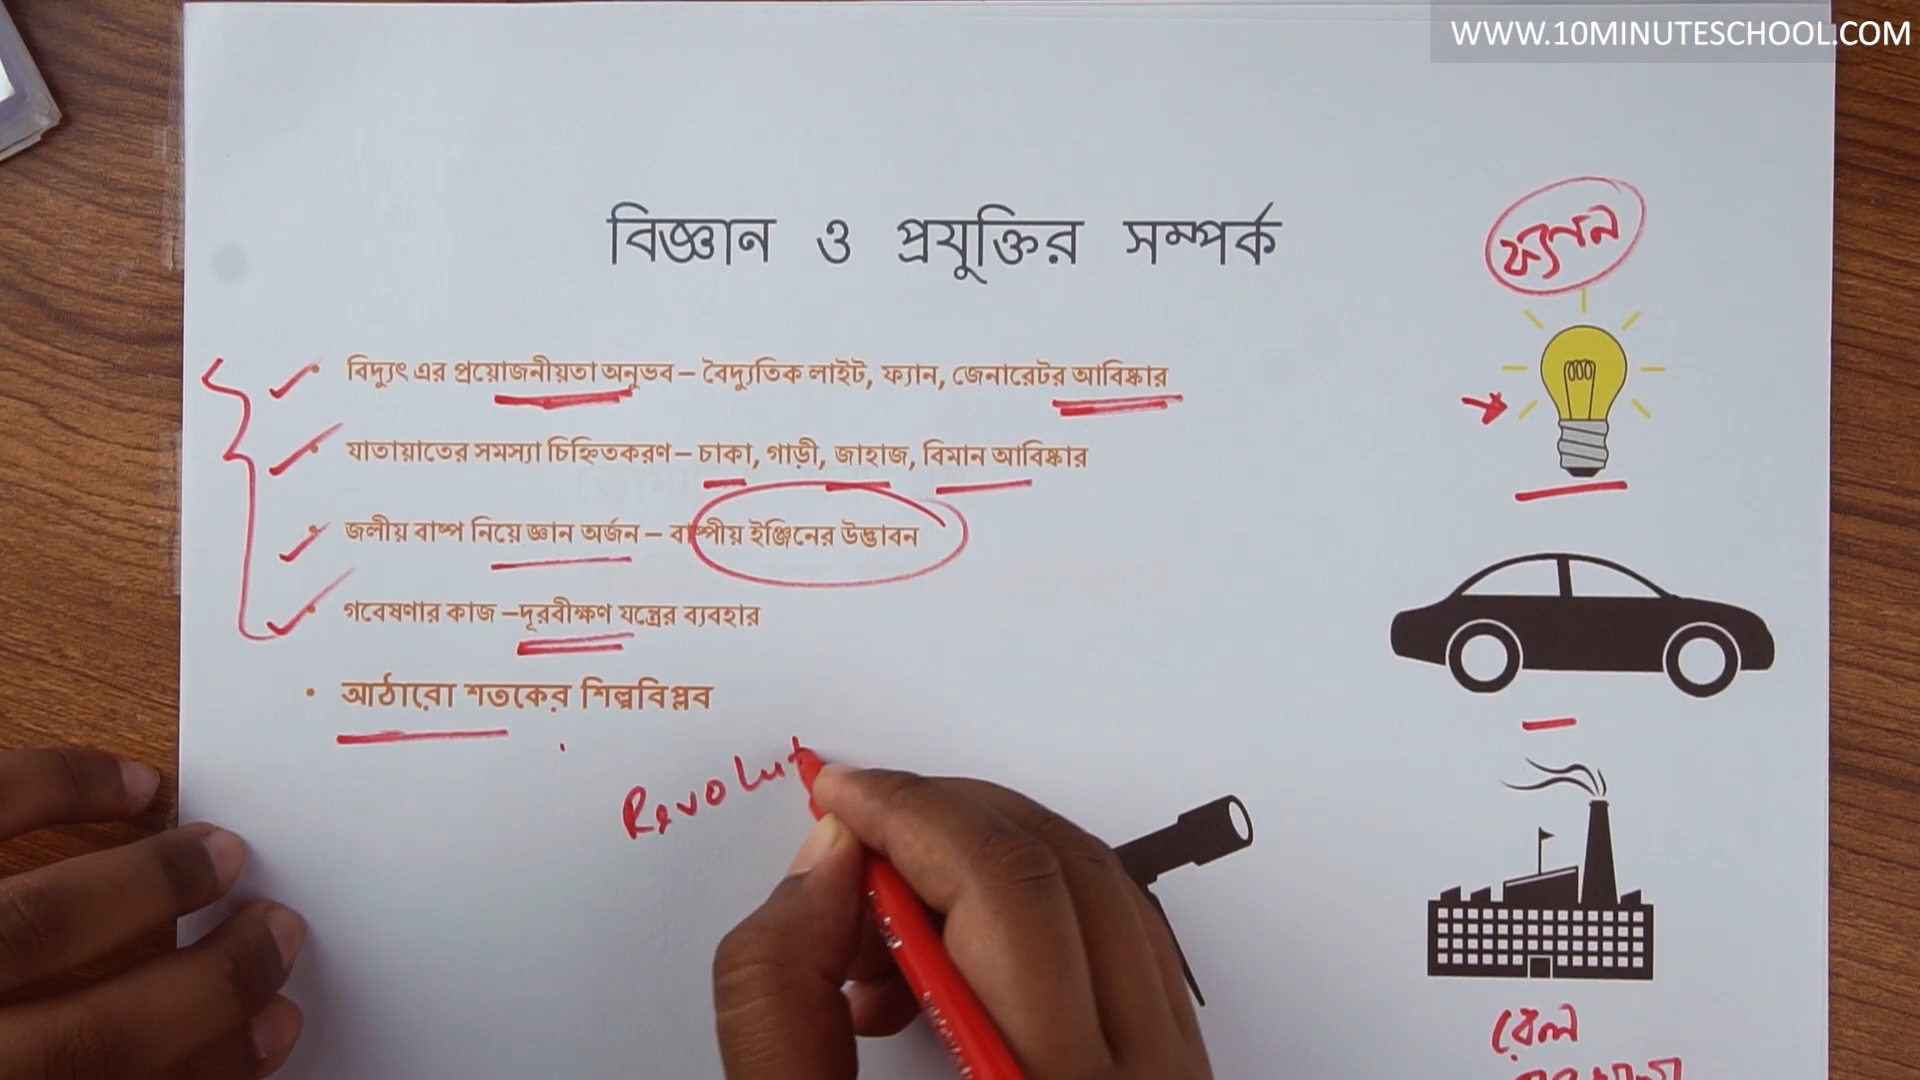 WWW.10MINUTESCHOOL.COM
বিজ্ঞান ও প্রযুক্তির সম্পর্ক
ফ্যান
• বিদ্যুৎ এর প্রয়োজনীয়তা অনুভব – বৈদ্যুতিক লাইট, ফ্যান, জেনারেটর আবিষ্কার
• যাতায়াতের সমস্যা চিহ্নিতকরণ – চাকা, গাড়ী, জাহাজ, বিমান আবিষ্কার
• জলীয় বাষ্প নিয়ে জ্ঞান অর্জন – বাষ্পীয় ইঞ্জিনের উদ্ভাবন
• গবেষণার কাজ –দূরবীক্ষণ যন্ত্রের ব্যবহার
• আঠারো শতকের শিল্পবিপ্লব
Revolut
রেল